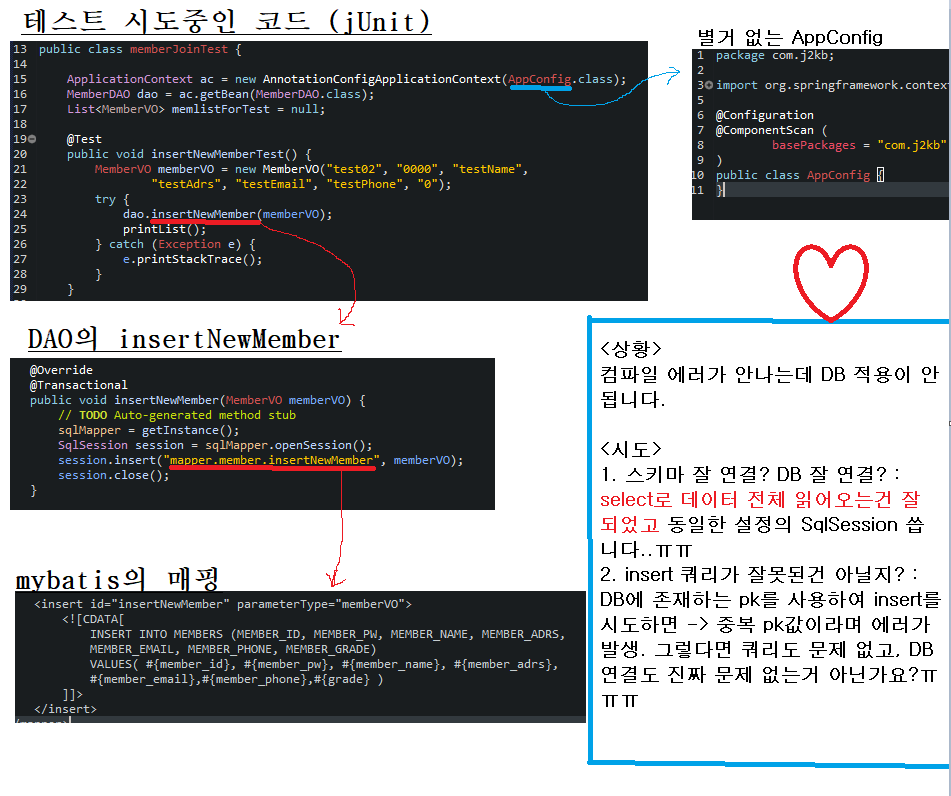 테스트 시도중인 코드 (jUnit)
13 public class memberJoinTest {
14
15 ApplicationContext ac = new AnnotationConfigApplicationContext(AppConfig.class);
16 MemberDAO dao = ac.getBean(MemberDAO.class);
17 List<MemberVO> memlistForTest = null;
18
19 @Test
20 public void insertNewMemberTest() {
21 MemberVO memberVO = new MemberVO("test02", "0000", "testName",
22 "testAdrs", "testEmail", "testPhone", "0");
23 try {
24 dao.insertNewMember(memberVO);
25 printList();
26 } catch (Exception e) {
27 e.printStackTrace();
28 }
29 }
별거 없는 AppConfig
1 package com.j2kb;
2
3 import org.springframework.context
5
6 @Configuration
7 @ComponentScan (
8 basePackages = "com.j2kb"
9 )
10 public class AppConfig {
11 }
DAO의 insertNewMember
@Override
@Transactional
public void insertNewMember(MemberVO memberVO) {
// TODO Auto-generated method stub
sqlMapper = getInstance();
SqlSession session = sqlMapper.openSession();
session.insert("mapper.member.insertNewMember", memberVO);
session.close();
}
mybatis의 매핑
<insert id="insertNewMember" parameterType="memberVO">
<![CDATA[
INSERT INTO MEMBERS (MEMBER_ID, MEMBER_PW, MEMBER_NAME, MEMBER_ADRS,
MEMBER_EMAIL, MEMBER_PHONE, MEMBER_GRADE)
VALUES( #{member_id}, #{member_pw}, #{member_name}, #{member_adrs},
#{member_email},#{member_phone},#{grade} )
]]>
</insert>
<상황>
컴파일 에러가 안나는데 DB 적용이 안
됩니다.
<시도>
1. 스키마 잘 연결? DB 잘 연결? :
select로 데이터 전체 읽어오는건 잘
되었고 동일한 설정의 SqlSession 씁
니다..ㅠㅠ
2. insert 쿼리가 잘못된건 아닐지? :
DB에 존재하는 pk를 사용하여 insert를
시도하면 -> 중복 pk값이라며 에러가
발생. 그렇다면 쿼리도 문제 없고, DB
연결도 진짜 문제 없는거 아닌가요?ㅠ
ㅠㅠ